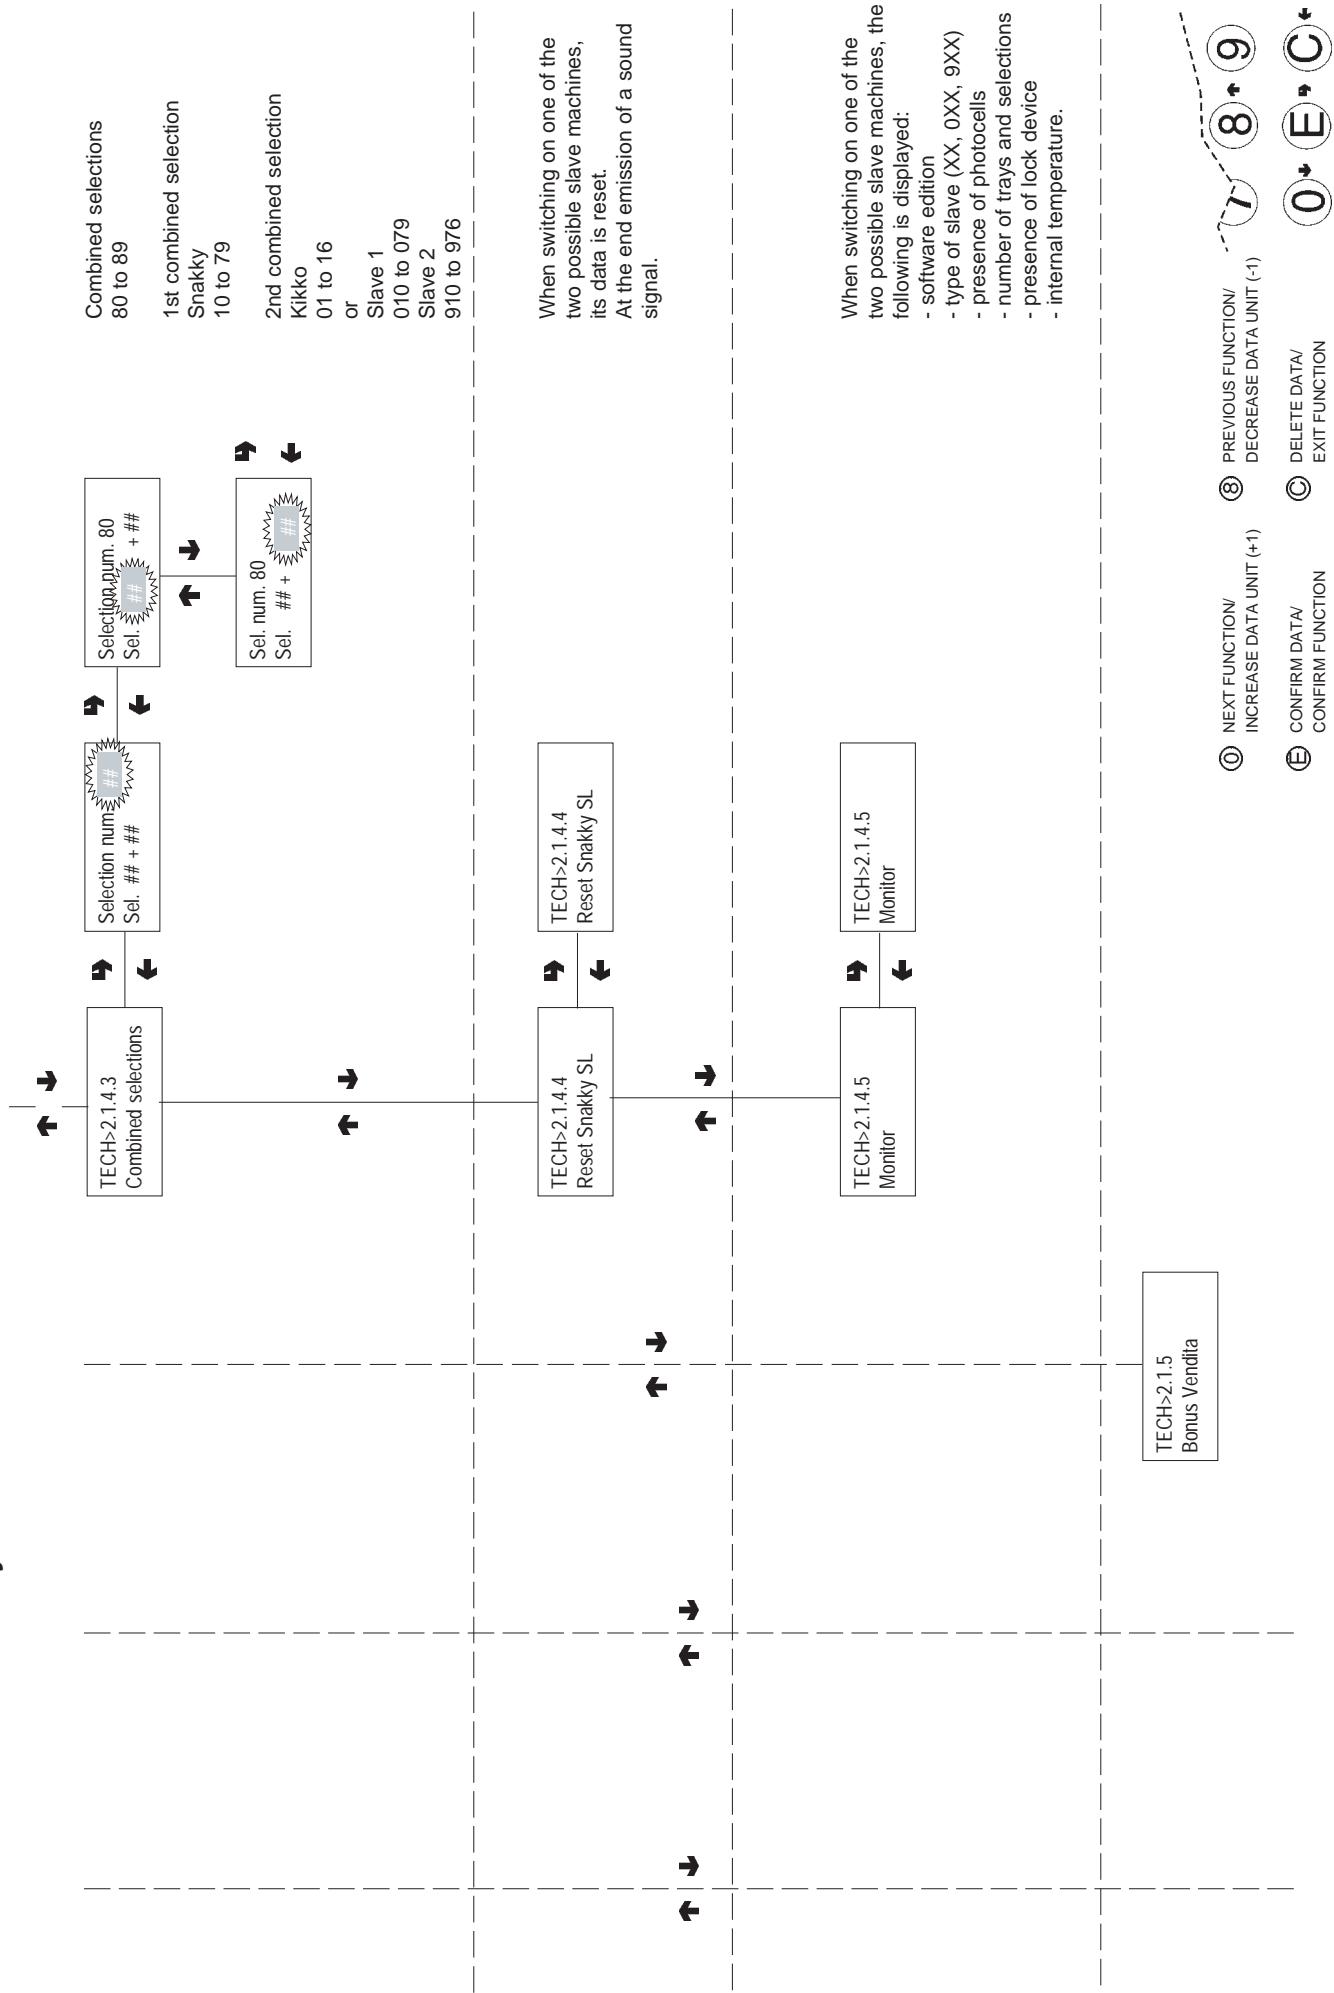 TECH>2.1.4.3
Combined selections
Selection num. ##
Sel. ## + ##
Selection num. 80
Sel. ## + ##
Sel. num. 80
Sel. ## + ##
Combined selections
80 to 89
1st combined selection
Snakky
10 to 79
2nd combined selection
Kikko
01 to 16
or
Slave 1
010 to 079
Slave 2
910 to 976
TECH>2.1.4.4
Reset Snakky SL
TECH>2.1.4.4
Reset Snakky SL
When switching on one of the
two possible slave machines,
its data is reset.
At the end emission of a sound
signal.
TECH>2.1.4.5
Monitor
TECH>2.1.4.5
Monitor
When switching on one of the
two possible slave machines, the
following is displayed:
- software edition
- type of slave (XX, 0XX, 9XX)
- presence of photocells
- number of trays and selections
- presence of lock device
- internal temperature.
TECH>2.1.5
Bonus Vendita
0 NEXT FUNCTION/
INCREASE DATA UNIT (+1)
8 PREVIOUS FUNCTION/
DECREASE DATA UNIT (-1)
E CONFIRM DATA/
CONFIRM FUNCTION
C DELETE DATA/
EXIT FUNCTION
7 8 9
0 E C